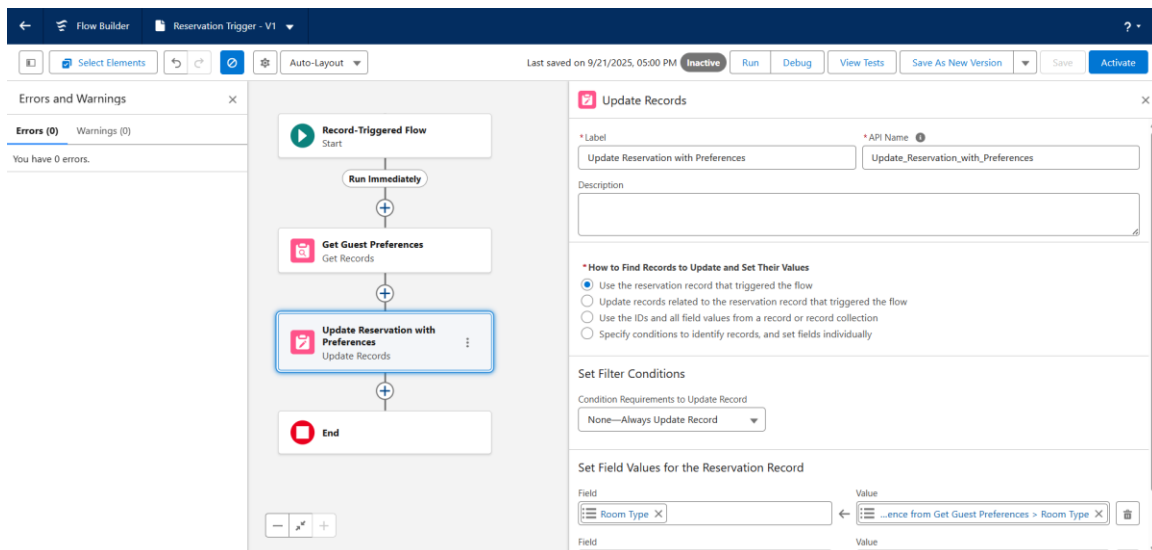 Flow Builder
Reservation Trigger - V1
?
Select Elements
Auto-Layout
Last saved on 9/21/2025, 05:00 PM
Inactive
Run
Debug
View Tests
Save As New Version
Save
Activate
Errors and Warnings
Errors (0)
Warnings (0)
You have 0 errors.
Record-Triggered Flow
Start
Run Immediately
Get Guest Preferences
Get Records
Update Reservation with
Preferences
Update Records
End
Update Records
*Label
*API Name
Update Reservation with Preferences
Update_Reservation_with_Preferences
Description
*How to Find Records to Update and Set Their Values
Use the reservation record that triggered the flow
Update records related to the reservation record that triggered the flow
Use the IDs and all field values from a record or record collection
Specify conditions to identify records, and set fields individually
Set Filter Conditions
Condition Requirements to Update Record
None—Always Update Record
Set Field Values for the Reservation Record
Field
Value
Room Type
...ence from Get Guest Preferences > Room Type
Field
Value